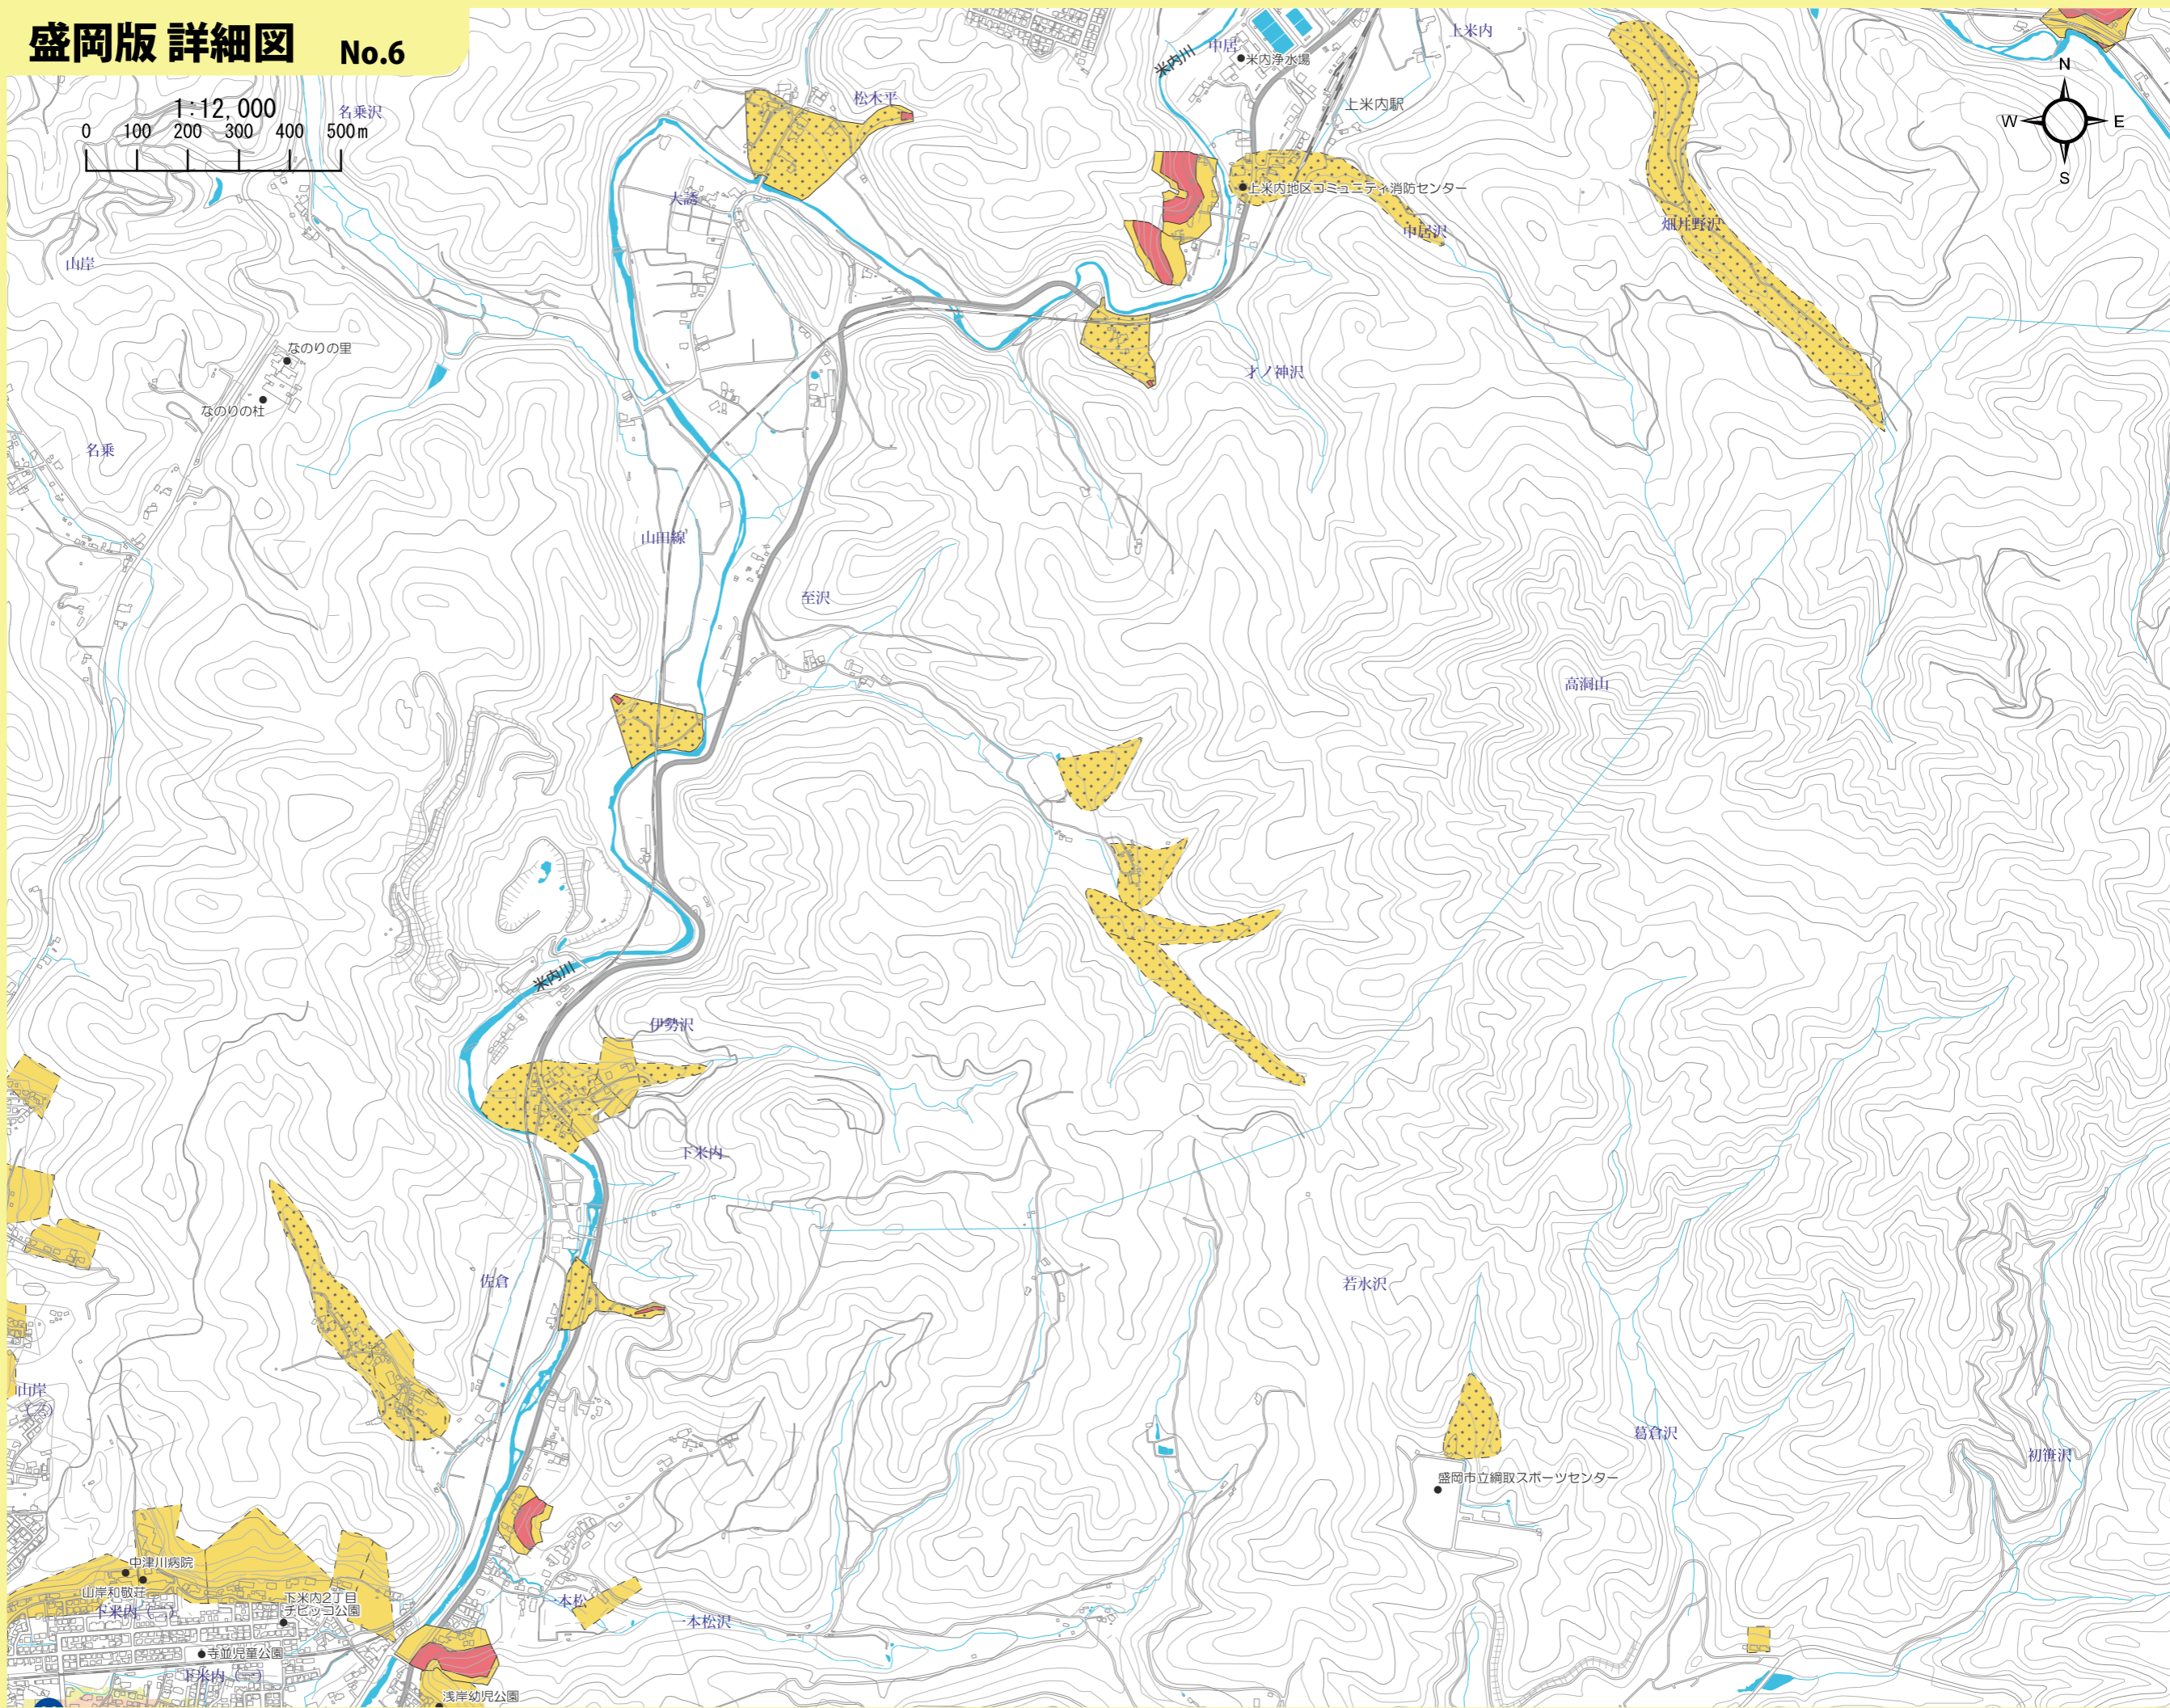 盛岡版 詳細図 No.6
1:12,000
0 100 200 300 400 500m
N
W E
S
名乗沢
松木平
米内川
中居
米内浄水場
上米内
上米内駅
大誘
上米内地区コミュニティ消防センター
中居沢
畑井野沢
山岸
なのりの里
なのりの杜
才ノ神沢
名乗
山田線
至沢
高洞山
米内川
伊勢沢
下米内
佐倉
若水沢
山岸
(二)
葛倉沢
初笹沢
盛岡市立綱取スポーツセンター
中津川病院
山岸和敬荘
下米内(二)
下米内2丁目
チビッコ公園
一本松
一本松沢
寺並児童公園
下米内(一)
浅岸幼児公園